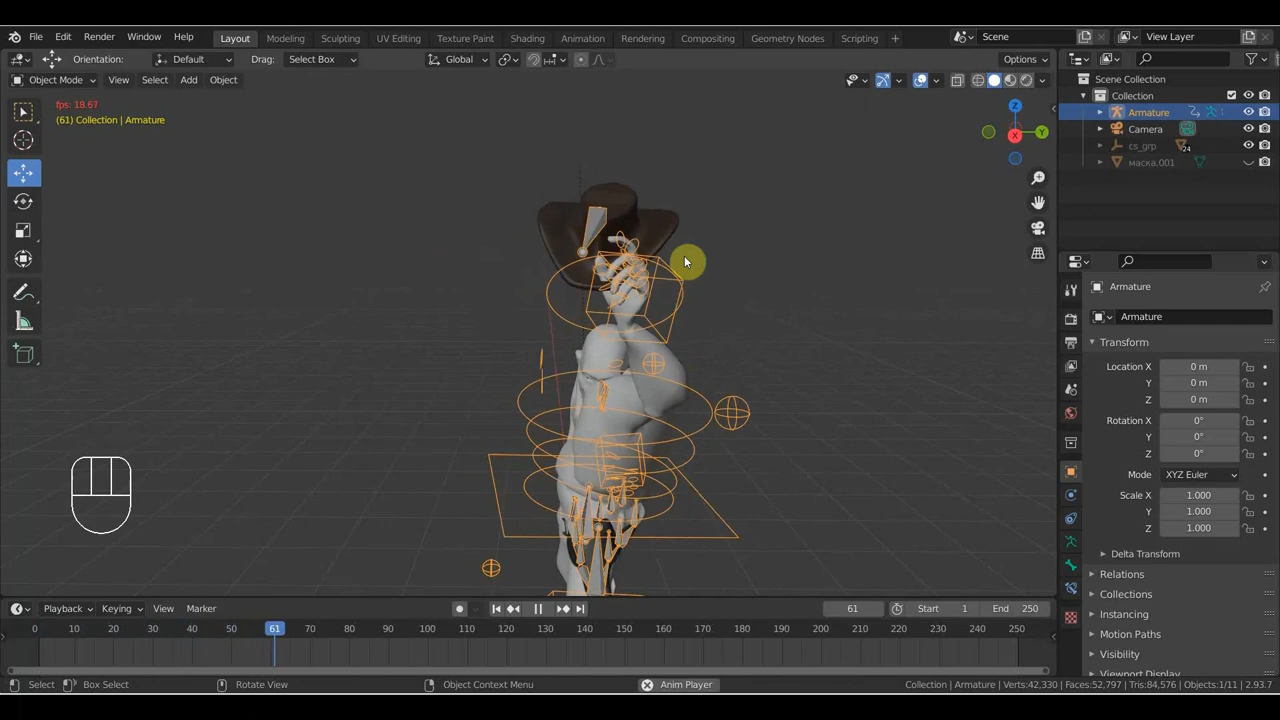 File Edit Render Window Help Layout Modeling Sculpting UV Editing Texture Paint Shading Animation Rendering Compositing Geometry Nodes Scripting + Scene View Layer
Orientation: Default Drag: Select Box Global Options
Object Mode View Select Add Object
Scene Collection
Collection
Armature
Camera
cs_grp 24
маска.001
fps: 18.67
(61) Collection | Armature
Z
Y
X
Armature
Armature
Transform
Location X 0 m
Y 0 m
Z 0 m
Rotation X 0°
Y 0°
Z 0°
Mode XYZ Euler
Scale X 1.000
Y 1.000
Z 1.000
Delta Transform
Relations
Collections
Instancing
Motion Paths
Visibility
Viewport Display
Playback Keying View Marker 61 Start 1 End 250
0 10 20 30 40 50 61 70 80 90 100 110 120 130 140 150 160 170 180 190 200 210 220 230 240 250
Select Box Select Rotate View Object Context Menu Anim Player Collection | Armature | Verts:42,330 | Faces:52,797 | Tris:84,576 | Objects:1/11 | 2.93.7